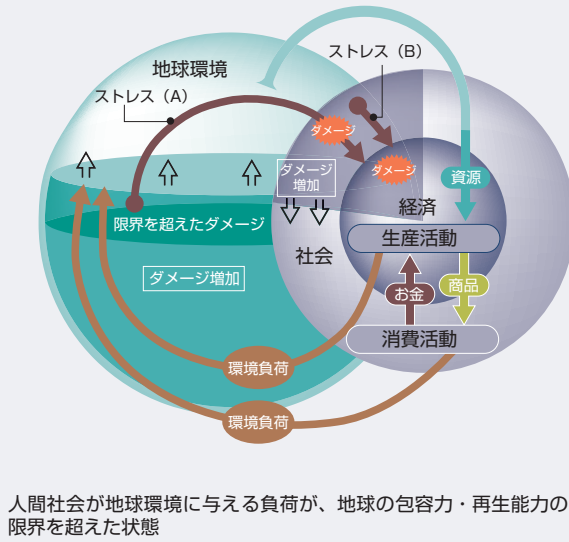 ストレス（B）
地球環境
ストレス（A）
ダメージ
ダメージ
増加
ダメージ
資源
経済
限界を超えたダメージ
生産活動
社会
ダメージ増加
お金
商品
消費活動
環境負荷
環境負荷
人間社会が地球環境に与える負荷が、地球の包容力・再生能力の
限界を超えた状態